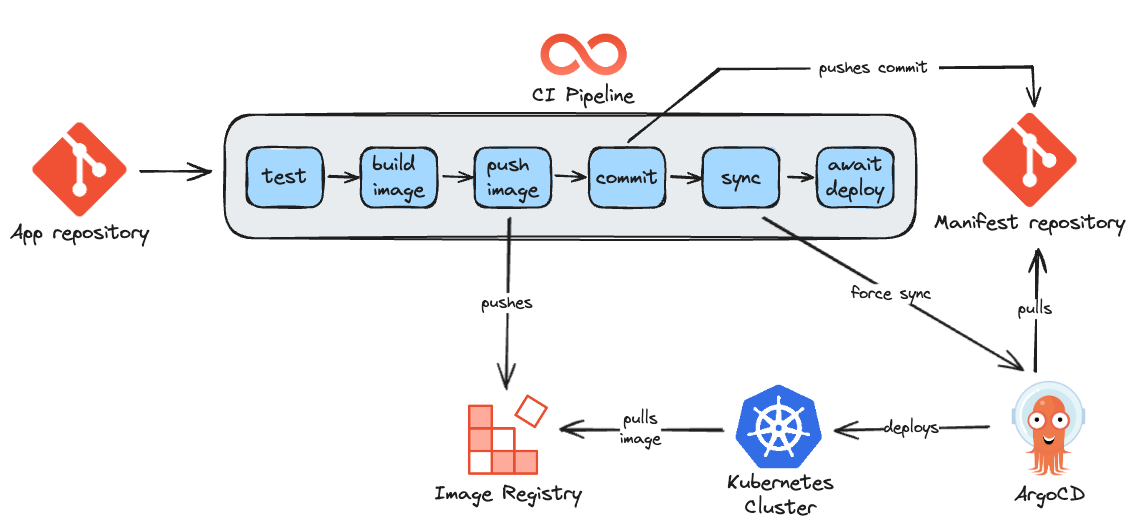 CI Pipeline
pushes commit
test
build
image
push
image
commit
sync
await
deploy
App repository
Manifest repository
pushes
force sync
pulls
pulls
image
deploys
Image Registry
Kubernetes
Cluster
ArgoCD